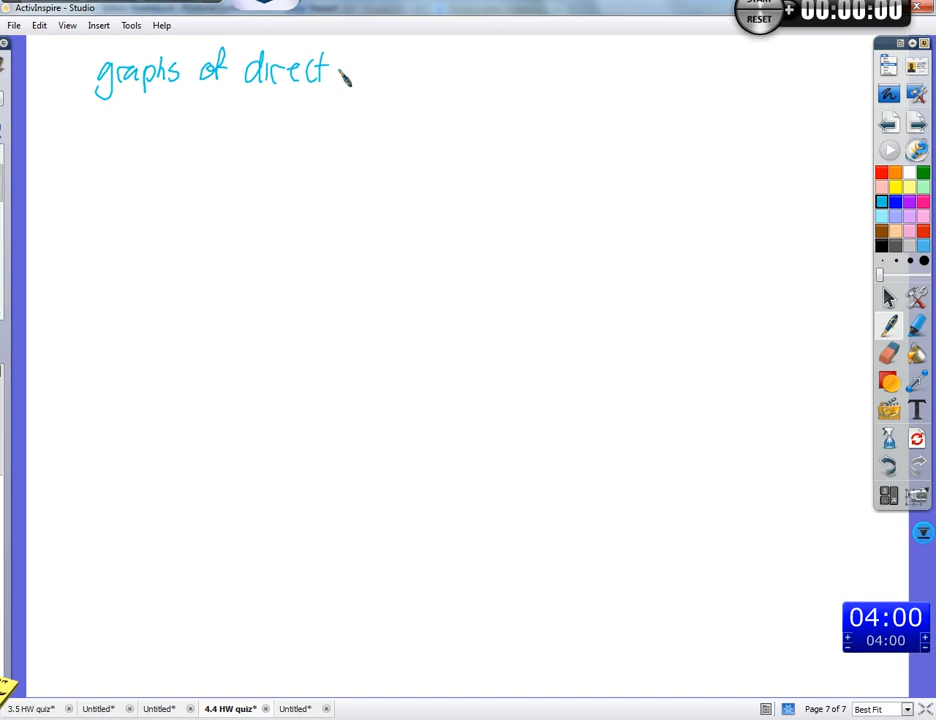 ActivInspire - Studio
START
RESET
00:00:00
File Edit View Insert Tools Help
graphs of direct
T
04:00
04:00
3.5 HW quiz* Untitled* Untitled* 4.4 HW quiz* Untitled* Page 7 of 7 Best Fit